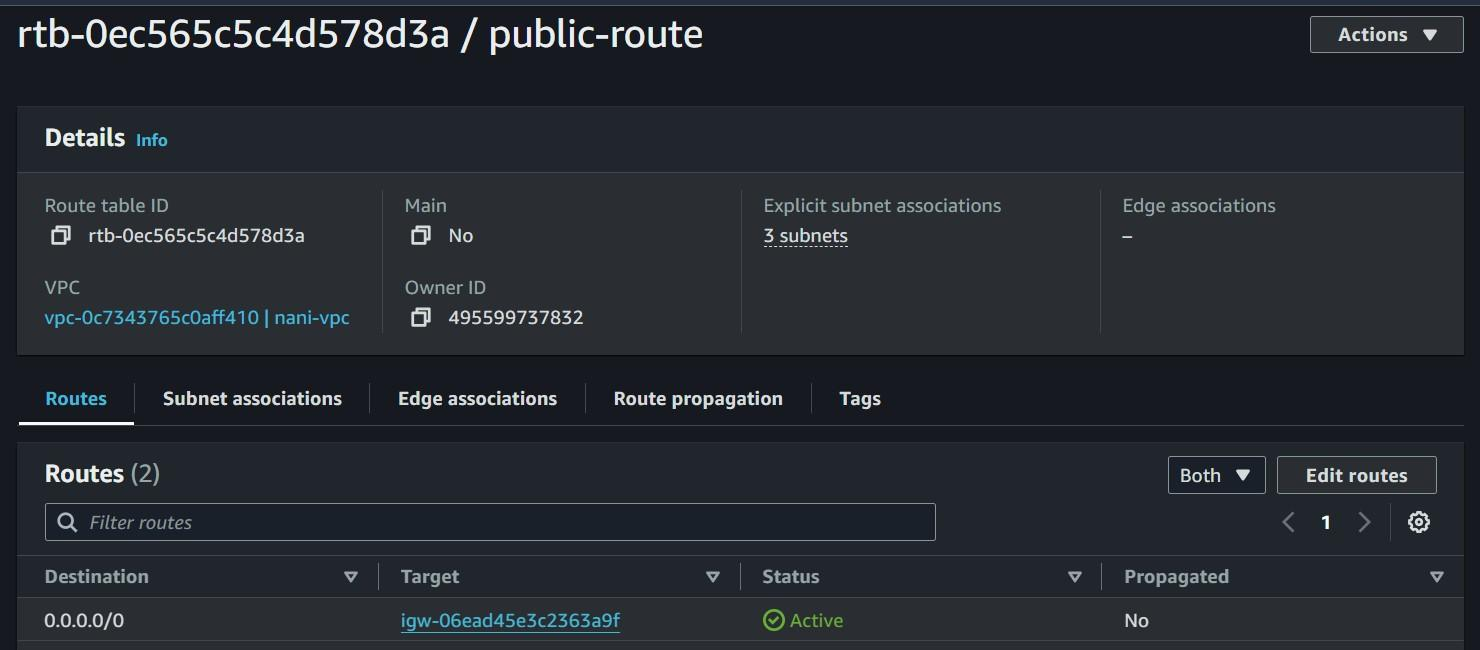 rtb-0ec565c5c4d578d3a / public-route
Actions
Details Info
Route table ID
rtb-0ec565c5c4d578d3a
Main
No
Explicit subnet associations
3 subnets
Edge associations
–
VPC
vpc-0c7343765c0aff410 | nani-vpc
Owner ID
495599737832
Routes Subnet associations Edge associations Route propagation Tags
Routes (2)
Both
Edit routes
Filter routes
1
Destination Target Status Propagated
0.0.0.0/0 igw-06ead45e3c2363a9f Active No